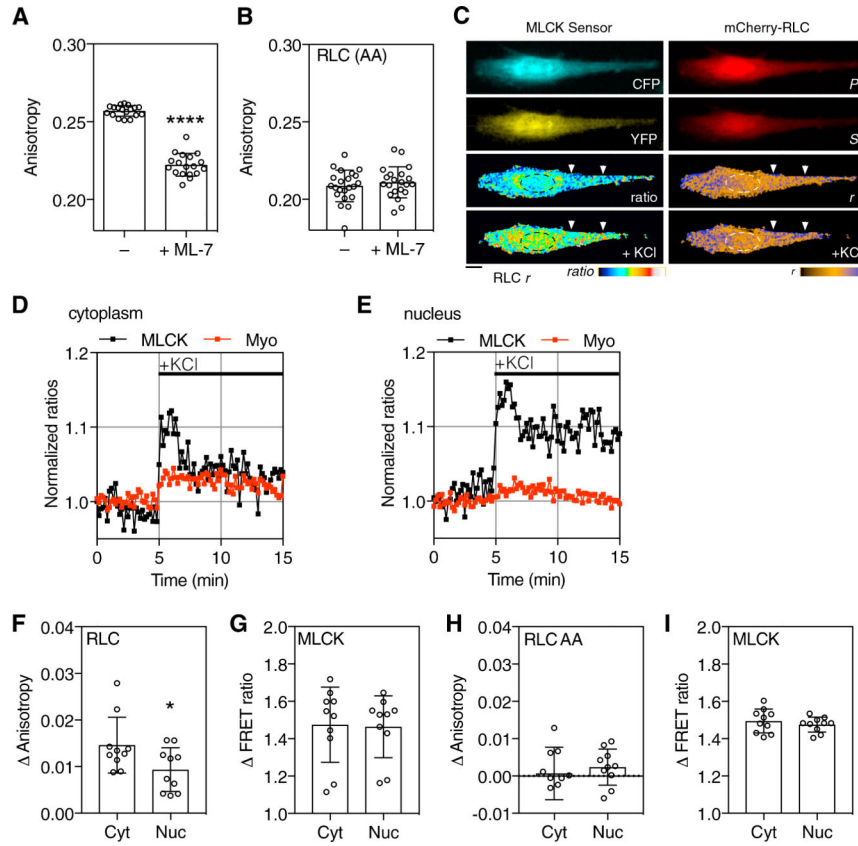 A
Anisotropy
0.30
0.25
0.20
****
– + ML-7
B
Anisotropy
0.30
0.25
0.20
RLC (AA)
– + ML-7
C
MLCK Sensor mCherry-RLC
CFP P
YFP S
ratio r
+ KCl +KCl
RLC r ratio r
D
cytoplasm
MLCK Myo
+KCl
Normalized ratios
1.2
1.1
1.0
0 5 10 15
Time (min)
E
nucleus
MLCK Myo
+KCl
Normalized ratios
1.2
1.1
1.0
0 5 10 15
Time (min)
F
RLC
Δ Anisotropy
0.04
0.03
0.02
0.01
0.00
*
Cyt Nuc
G
MLCK
Δ FRET ratio
2.0
1.8
1.6
1.4
1.2
1.0
Cyt Nuc
H
RLC AA
Δ Anisotropy
0.04
0.03
0.02
0.01
0.00
-0.01
Cyt Nuc
I
MLCK
Δ FRET ratio
2.0
1.8
1.6
1.4
1.2
1.0
Cyt Nuc